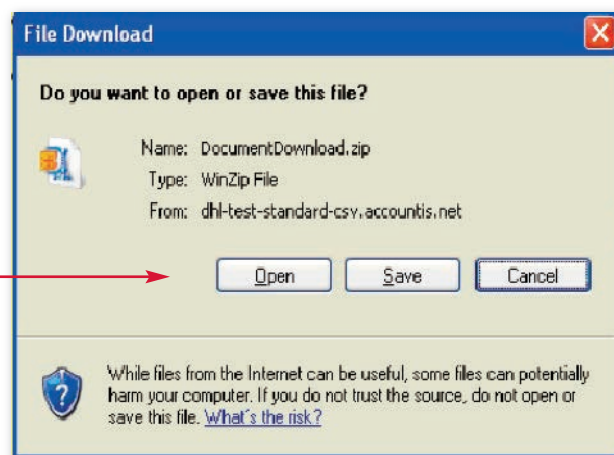 File Download
Do you want to open or save this file?
Name: DocumentDownload.zip
Type: WinZip File
From: dhl-test-standard-csv.accountis.net
Open Save Cancel
While files from the Internet can be useful, some files can potentially
harm your computer. If you do not trust the source, do not open or
save this file. What's the risk?